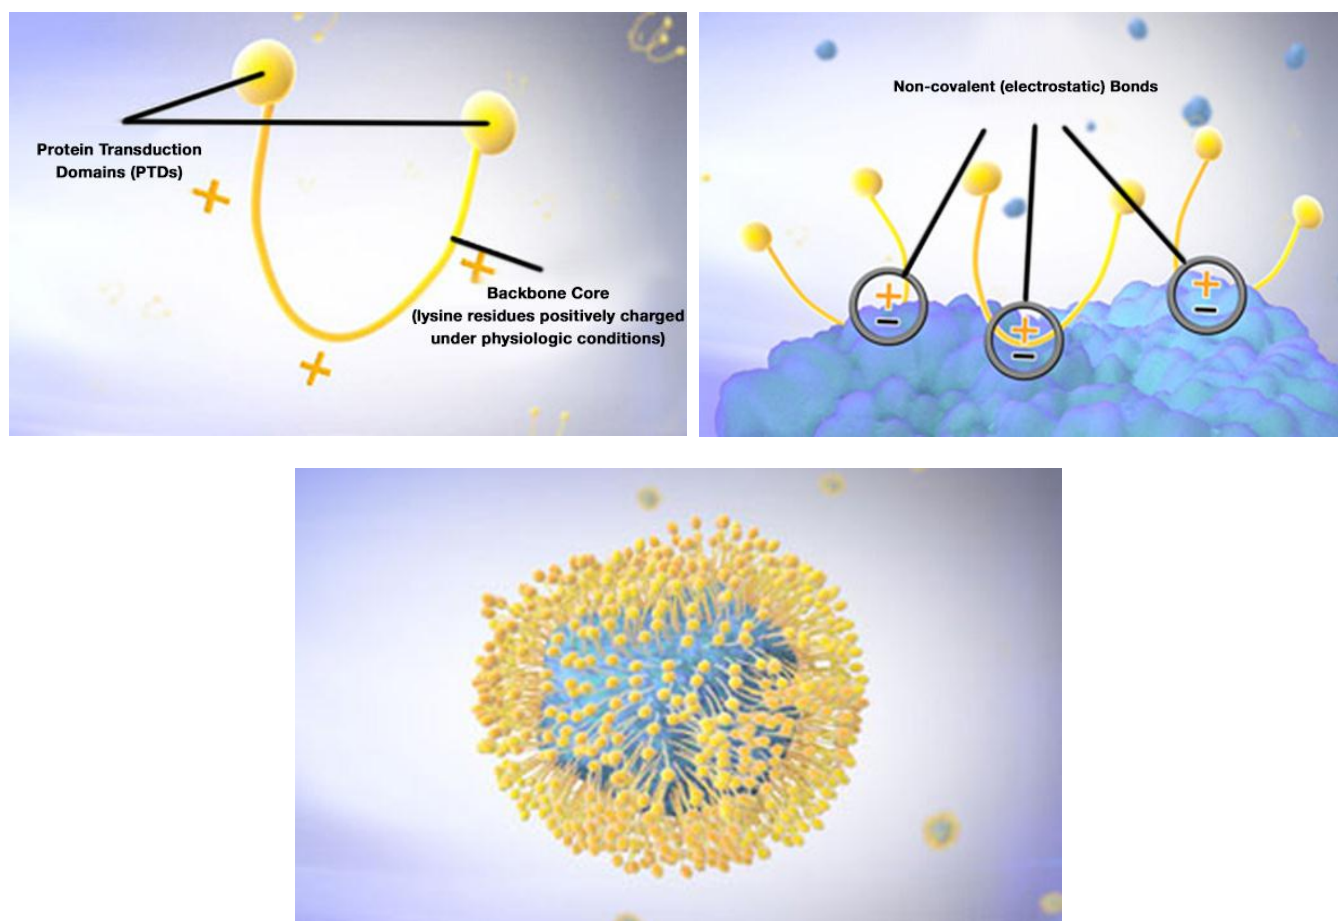 Protein Transduction
Domains (PTDs)
Backbone Core
(lysine residues positively charged
under physiologic conditions)
Non-covalent (electrostatic) Bonds